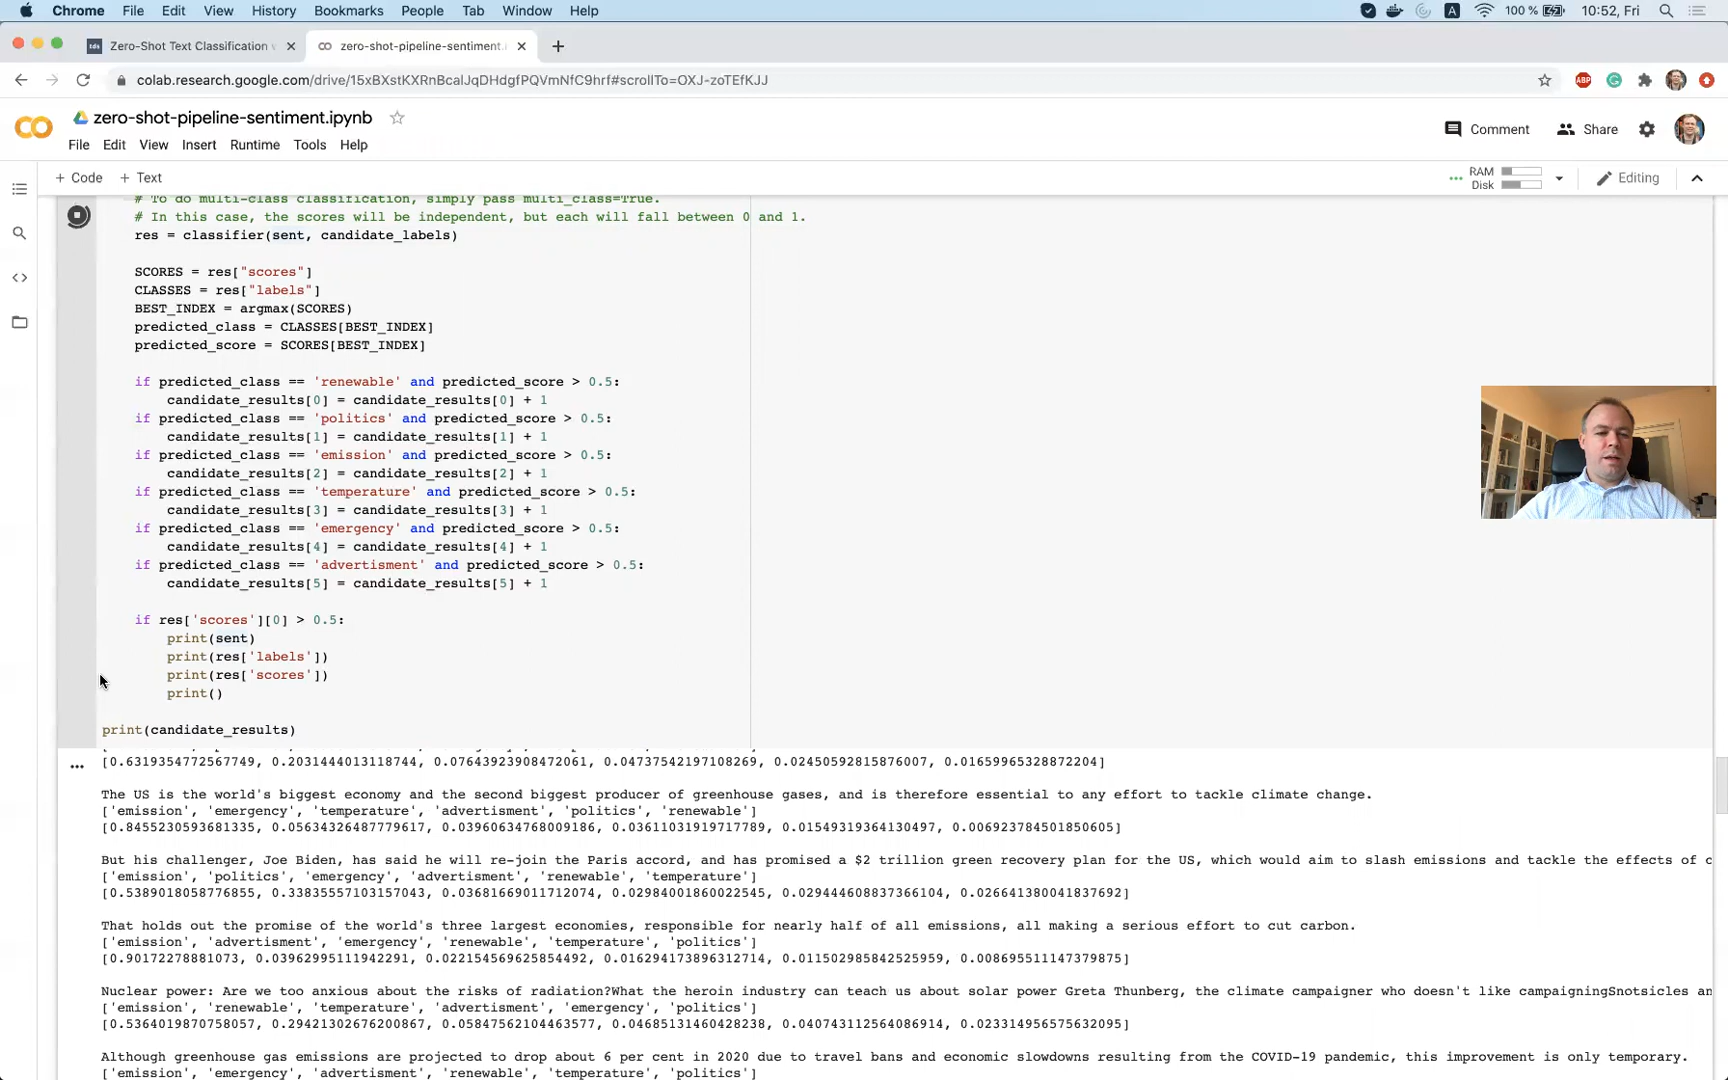 Chrome File Edit View History Bookmarks People Tab Window Help
A 100 % 10:52, Fri
tds Zero-Shot Text Classification
zero-shot-pipeline-sentiment.i
colab.research.google.com/drive/15xBXstKXRnBcalJqDHdgfPQVmNfC9hrf#scrollTo=OXJ-zoTEfKJJ
ABP
zero-shot-pipeline-sentiment.ipynb
Comment Share
File Edit View Insert Runtime Tools Help
+ Code + Text
RAM
Disk
Editing
# To do multi-class classification, simply pass multi_class=True.
# In this case, the scores will be independent, but each will fall between 0 and 1.
res = classifier(sent, candidate_labels)
SCORES = res["scores"]
CLASSES = res["labels"]
BEST_INDEX = argmax(SCORES)
predicted_class = CLASSES[BEST_INDEX]
predicted_score = SCORES[BEST_INDEX]
if predicted_class == 'renewable' and predicted_score > 0.5:
candidate_results[0] = candidate_results[0] + 1
if predicted_class == 'politics' and predicted_score > 0.5:
candidate_results[1] = candidate_results[1] + 1
if predicted_class == 'emission' and predicted_score > 0.5:
candidate_results[2] = candidate_results[2] + 1
if predicted_class == 'temperature' and predicted_score > 0.5:
candidate_results[3] = candidate_results[3] + 1
if predicted_class == 'emergency' and predicted_score > 0.5:
candidate_results[4] = candidate_results[4] + 1
if predicted_class == 'advertisment' and predicted_score > 0.5:
candidate_results[5] = candidate_results[5] + 1
if res['scores'][0] > 0.5:
print(sent)
print(res['labels'])
print(res['scores'])
print()
print(candidate_results)
[0.6319354772567749, 0.2031444013118744, 0.07643923908472061, 0.04737542197108269, 0.02450592815876007, 0.01659965328872204]
The US is the world's biggest economy and the second biggest producer of greenhouse gases, and is therefore essential to any effort to tackle climate change.
['emission', 'emergency', 'temperature', 'advertisment', 'politics', 'renewable']
[0.8455230593681335, 0.05634326487779617, 0.03960634768009186, 0.03611031919717789, 0.01549319364130497, 0.006923784501850605]
But his challenger, Joe Biden, has said he will re-join the Paris accord, and has promised a $2 trillion green recovery plan for the US, which would aim to slash emissions and tackle the effects of c
['emission', 'politics', 'emergency', 'advertisment', 'renewable', 'temperature']
[0.5389018058776855, 0.33835557103157043, 0.03681669011712074, 0.02984001860022545, 0.029444608837366104, 0.026641380041837692]
That holds out the promise of the world's three largest economies, responsible for nearly half of all emissions, all making a serious effort to cut carbon.
['emission', 'advertisment', 'emergency', 'renewable', 'temperature', 'politics']
[0.90172278881073, 0.03962995111942291, 0.022154569625854492, 0.016294173896312714, 0.011502985842525959, 0.008695511147379875]
Nuclear power: Are we too anxious about the risks of radiation?What the heroin industry can teach us about solar power Greta Thunberg, the climate campaigner who doesn't like campaigningSnotsicles an
['emission', 'renewable', 'temperature', 'advertisment', 'emergency', 'politics']
[0.5364019870758057, 0.29421302676200867, 0.05847562104463577, 0.04685131460428238, 0.040743112564086914, 0.023314956575632095]
Although greenhouse gas emissions are projected to drop about 6 per cent in 2020 due to travel bans and economic slowdowns resulting from the COVID-19 pandemic, this improvement is only temporary.
['emission', 'emergency', 'advertisment', 'renewable', 'temperature', 'politics']